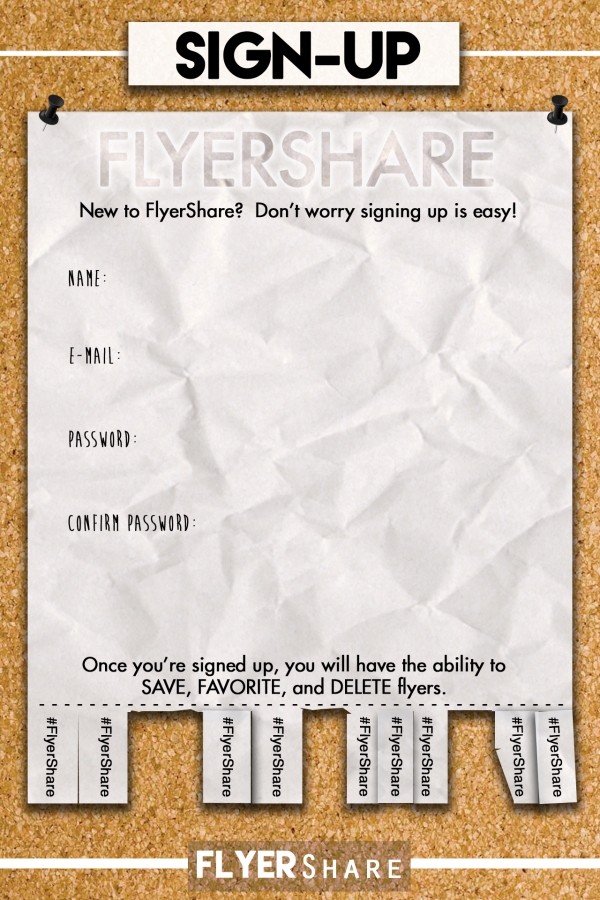 SIGN-UP
FLYERSHARE
New to FlyerShare? Don't worry signing up is easy!
NAME:
E-MAIL:
PASSWORD:
CONFIRM PASSWORD:
Once you're signed up, you will have the ability to
SAVE, FAVORITE, and DELETE flyers.
#FlyerShare
#FlyerShare
#FlyerShare
#FlyerShare
#FlyerShare
#FlyerShare
#FlyerShare
#FlyerShare
#FlyerShare
FLYERSHARE